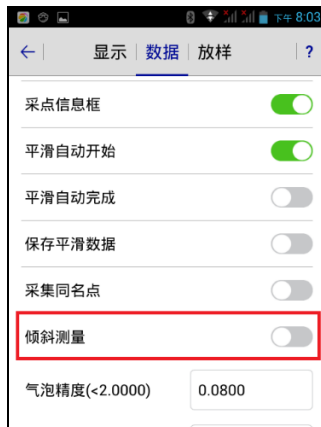 下午 8:03
显示 数据 放样 ?
采点信息框
平滑自动开始
平滑自动完成
保存平滑数据
采集同名点
倾斜测量
气泡精度(<2.0000) 0.0800